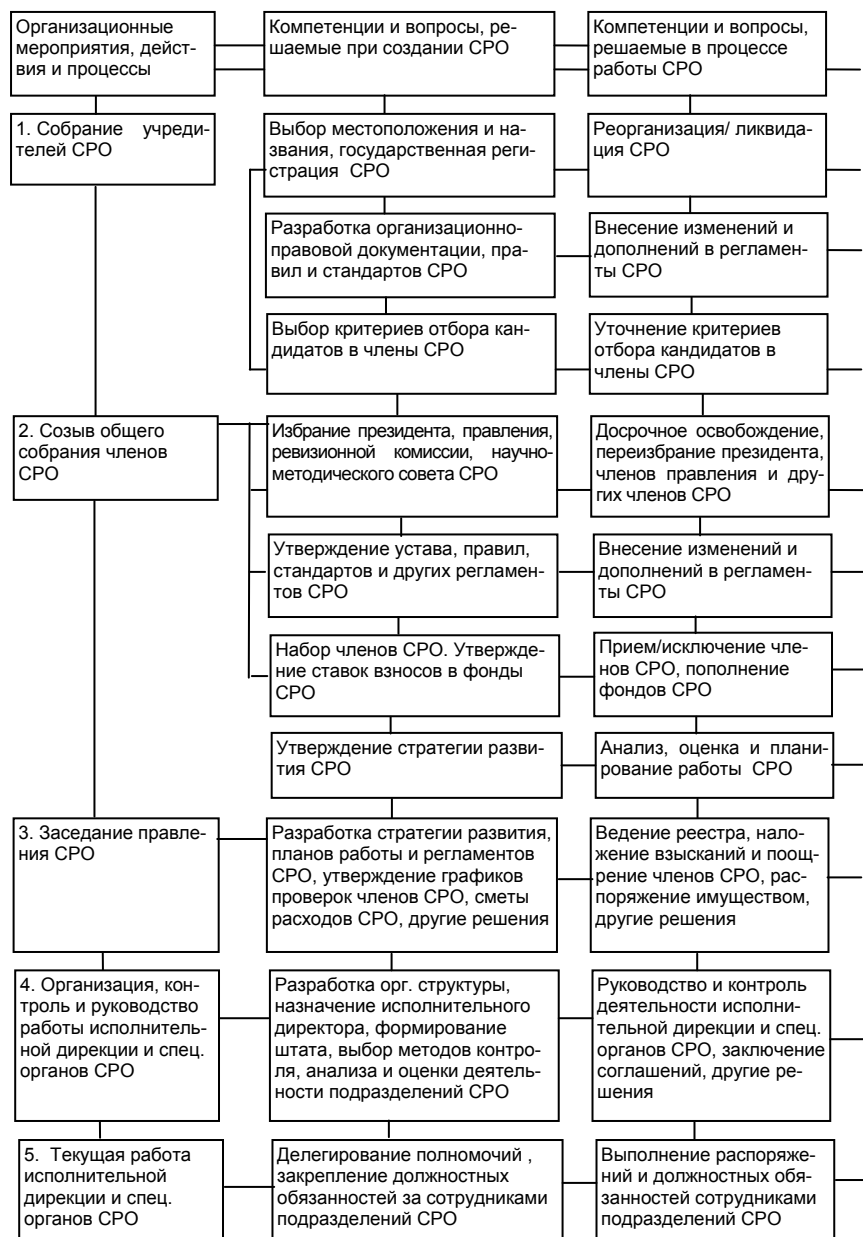 Организационные
мероприятия, дейст-
вия и процессы
Компетенции и вопросы, ре-
шаемые при создании СРО
Компетенции и вопросы,
решаемые в процессе
работы СРО
1. Собрание учреди-
телей СРО
Выбор местоположения и на-
звания, государственная реги-
страция СРО
Реорганизация/ ликвида-
ция СРО
Разработка организационно-
правовой документации, пра-
вил и стандартов СРО
Внесение изменений и
дополнений в регламен-
ты СРО
Выбор критериев отбора кан-
дидатов в члены СРО
Уточнение критериев
отбора кандидатов в
члены СРО
2. Созыв общего
собрания членов
СРО
Избрание президента, правления,
ревизионной комиссии, научно-
методического совета СРО
Досрочное освобождение,
переизбрание президента,
членов правления и дру-
гих членов СРО
Утверждение устава, правил,
стандартов и других регламен-
тов СРО
Внесение изменений и
дополнений в регламен-
ты СРО
Набор членов СРО. Утвержде-
ние ставок взносов в фонды
СРО
Прием/исключение чле-
нов СРО, пополнение
фондов СРО
Утверждение стратегии разви-
тия СРО
Анализ, оценка и плани-
рование работы СРО
3. Заседание правле-
ния СРО
Разработка стратегии развития,
планов работы и регламентов
СРО, утверждение графиков
проверок членов СРО, сметы
расходов СРО, другие решения
Ведение реестра, нало-
жение взысканий и поощ-
рение членов СРО, рас-
поряжение имуществом,
другие решения
4. Организация, кон-
троль и руководство
работы исполнитель-
ной дирекции и спец.
органов СРО
Разработка орг. структуры,
назначение исполнительного
директора, формирование
штата, выбор методов контро-
ля, анализа и оценки деятель-
ности подразделений СРО
Руководство и контроль
деятельности исполни-
тельной дирекции и спец.
органов СРО, заключение
соглашений, другие ре-
шения
5. Текущая работа
исполнительной
дирекции и спец.
органов СРО
Делегирование полномочий ,
закрепление должностных
обязанностей за сотрудниками
подразделений СРО
Выполнение распоряже-
ний и должностных обя-
занностей сотрудниками
подразделений СРО